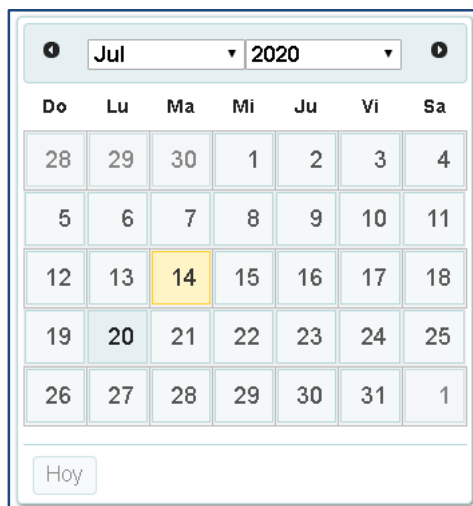 Jul 2020
Do Lu Ma Mi Ju Vi Sa
28 29 30 1 2 3 4
5 6 7 8 9 10 11
12 13 14 15 16 17 18
19 20 21 22 23 24 25
26 27 28 29 30 31 1
Hoy